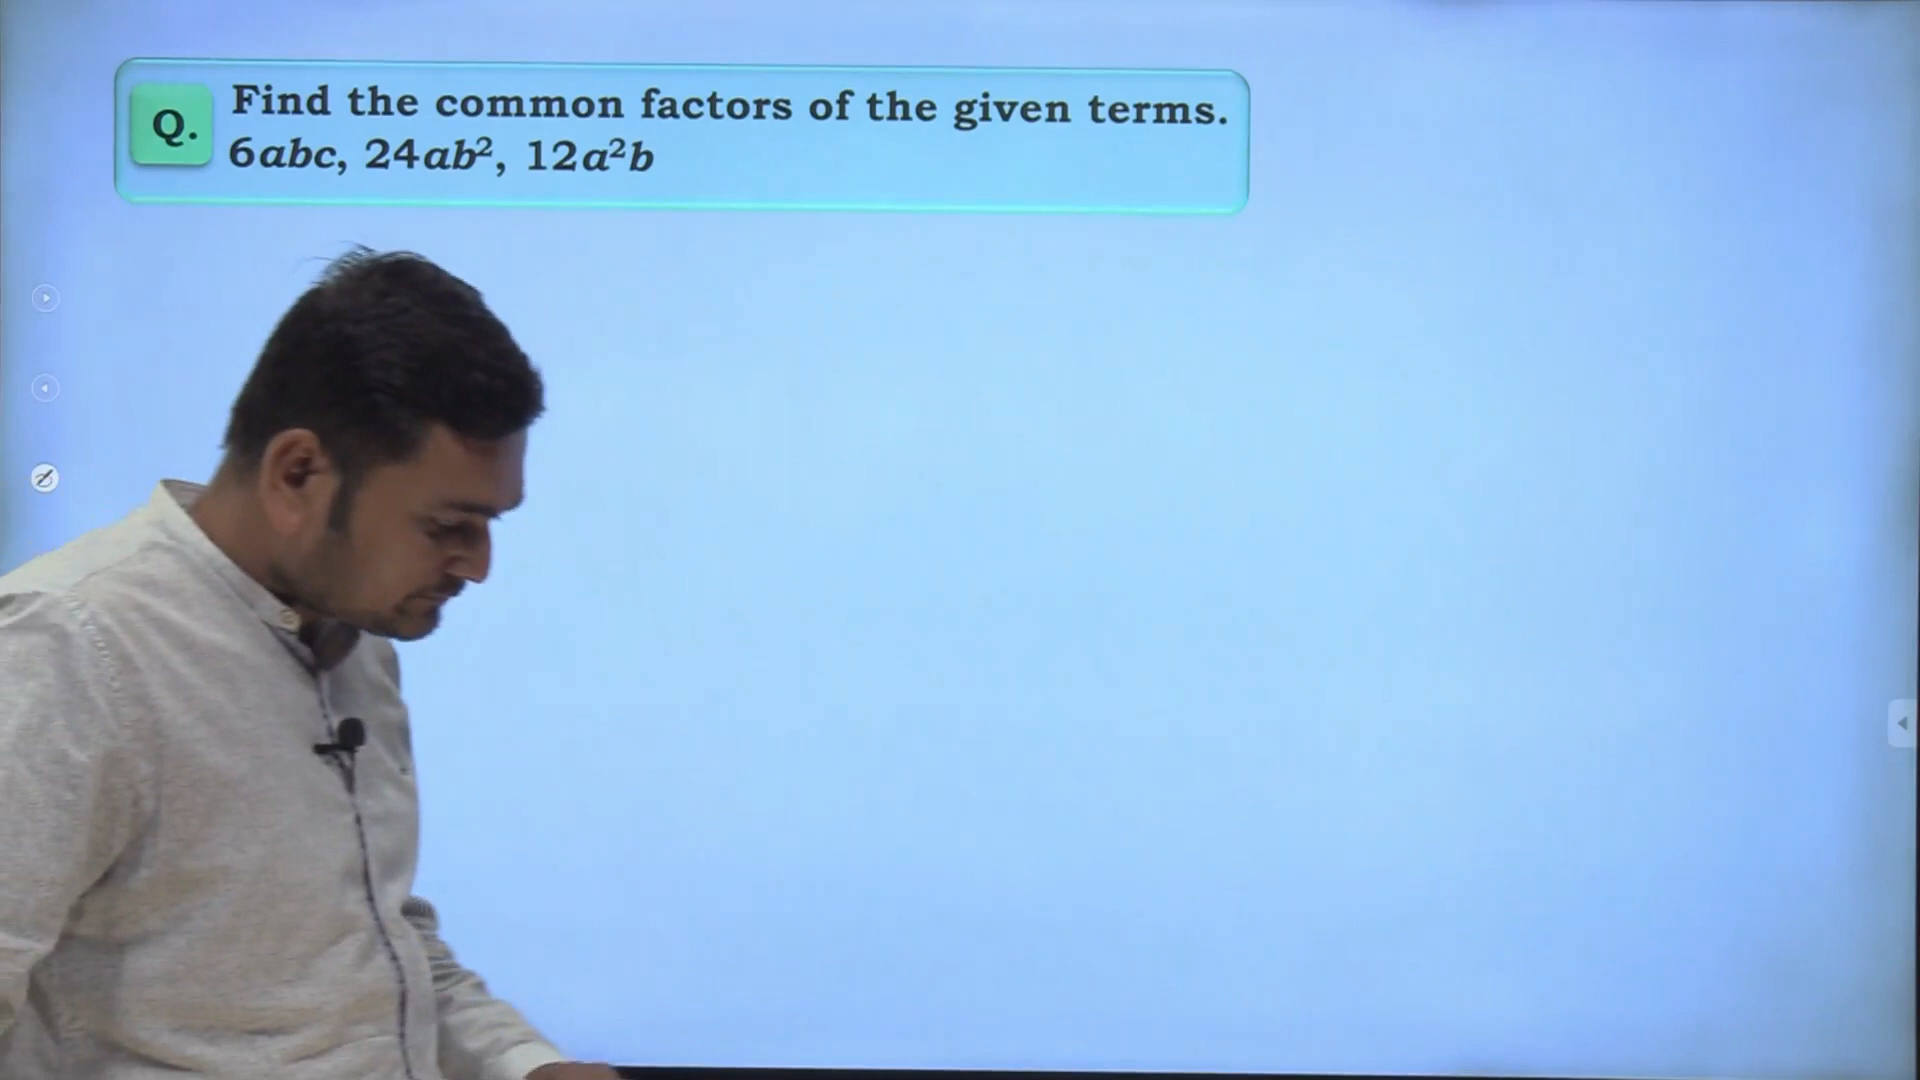 Q. Find the common factors of the given terms.
6abc, 24ab², 12a²b